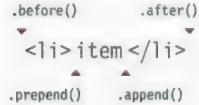 .before() .after()
<li>item </li>
.prepend() .append()